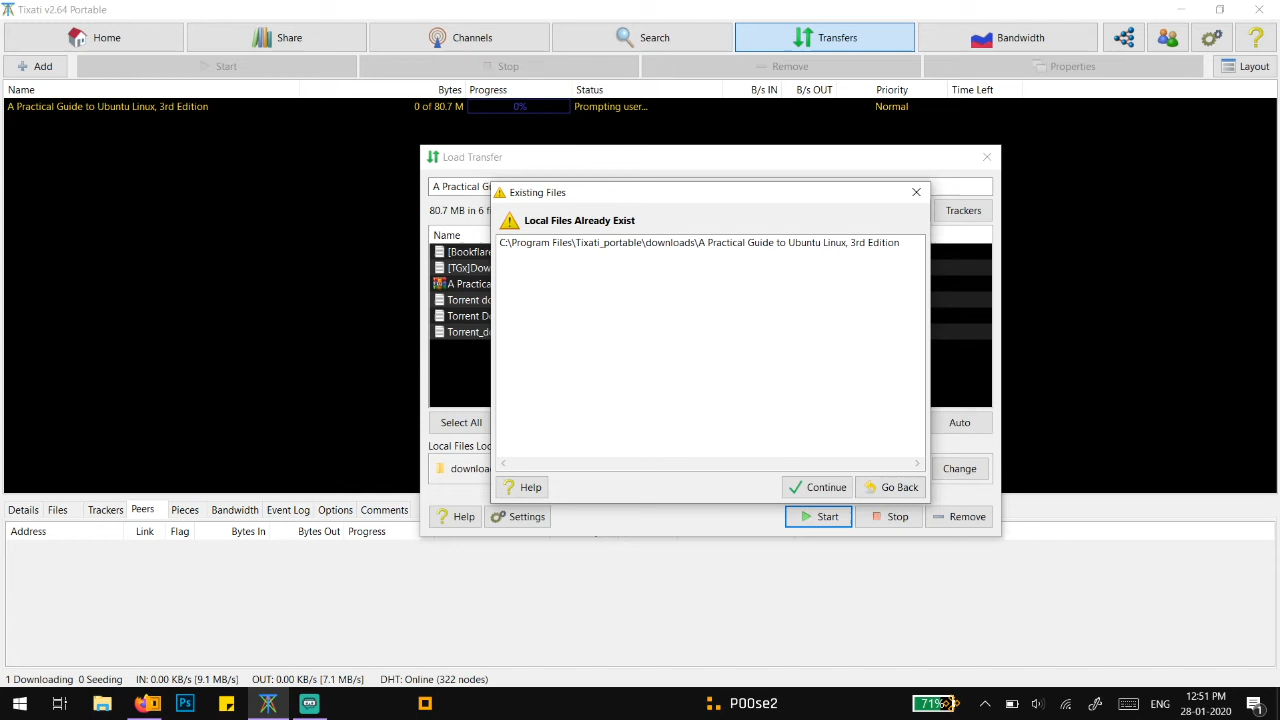 Tixati v2.64 Portable
Home
Share
Channels
Search
Transfers
Bandwidth
Add
Start
Stop
Remove
Properties
Layout
Name Bytes Progress Status B/s IN B/s OUT Priority Time Left
A Practical Guide to Ubuntu Linux, 3rd Edition 0 of 80.7 M 0% Prompting user... Normal
Load Transfer
A Practical G
80.7 MB in 6 fi
Trackers
Name
[Bookflare
[TGx]Dow
A Practica
Torrent do
Torrent Do
Torrent_do
Select All
Auto
Local Files Loc
downloa
Change
Help
Settings
Start
Stop
Remove
Existing Files
Local Files Already Exist
C:\Program Files\Tixati_portable\downloads\A Practical Guide to Ubuntu Linux, 3rd Edition
Help
Continue
Go Back
Details Files Trackers Peers Pieces Bandwidth Event Log Options Comments
Address Link Flag Bytes In Bytes Out Progress
1 Downloading 0 Seeding IN: 0.00 KB/s [9.1 MB/s] OUT: 0.00 KB/s [7.1 MB/s] DHT: Online (322 nodes)
Ps
P00se2
71%
ENG
12:51 PM
28-01-2020
1